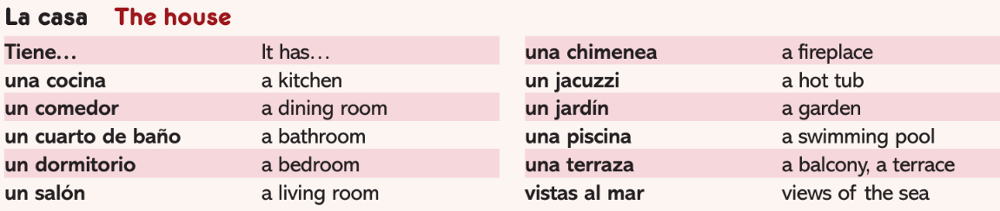 La casa The house
Tiene… It has…
una cocina a kitchen
un comedor a dining room
un cuarto de baño a bathroom
un dormitorio a bedroom
un salón a living room
una chimenea a fireplace
un jacuzzi a hot tub
un jardín a garden
una piscina a swimming pool
una terraza a balcony, a terrace
vistas al mar views of the sea